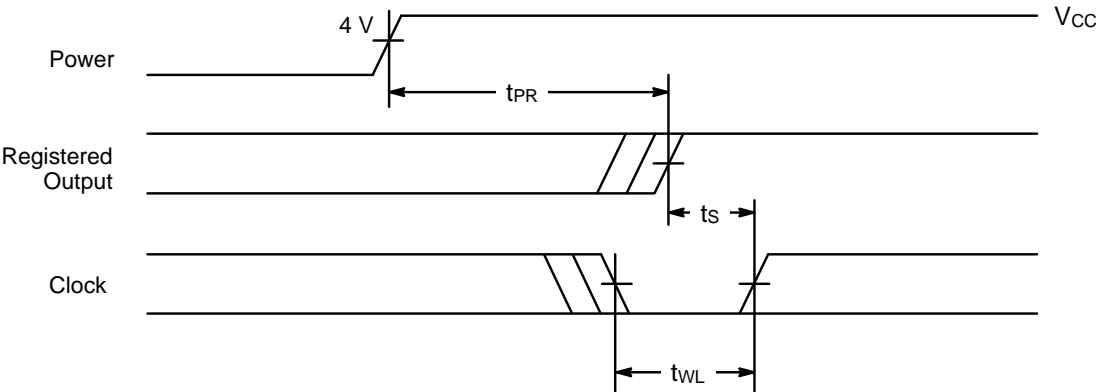 4 V
VCC
Power
tPR
Registered
Output
tS
Clock
tWL